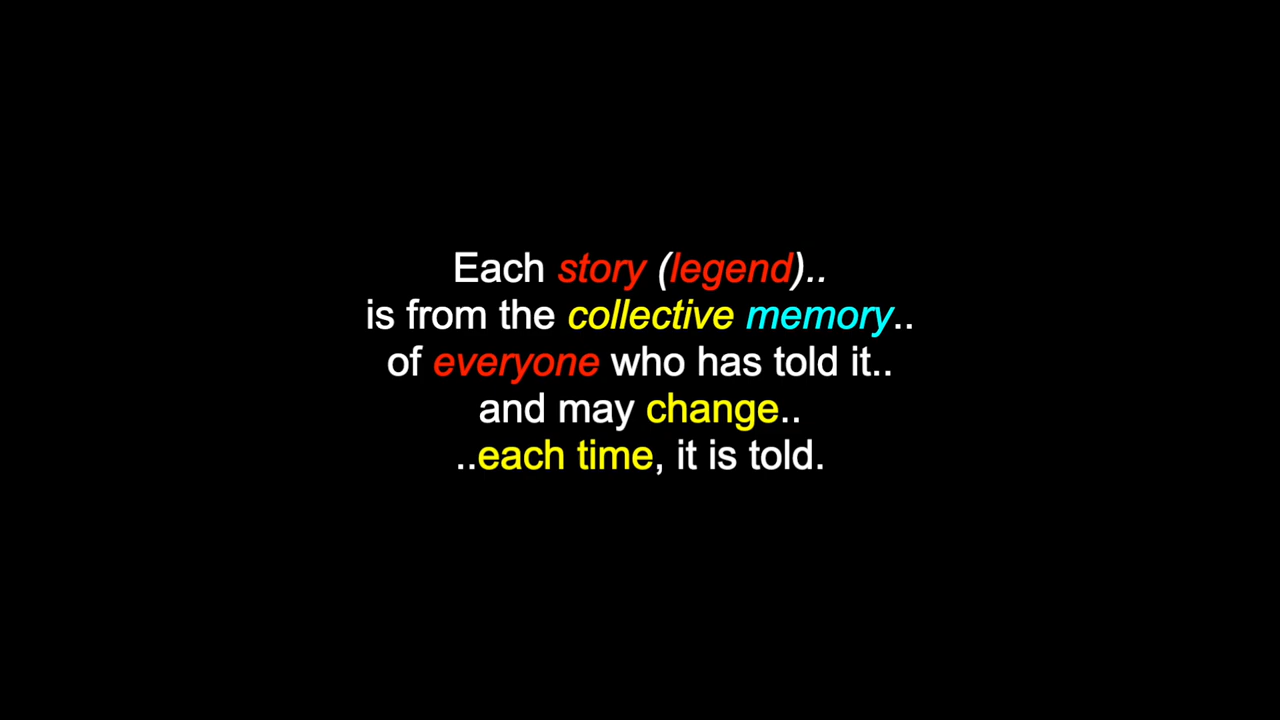 Each story (legend)..
is from the collective memory..
of everyone who has told it..
and may change..
..each time, it is told.